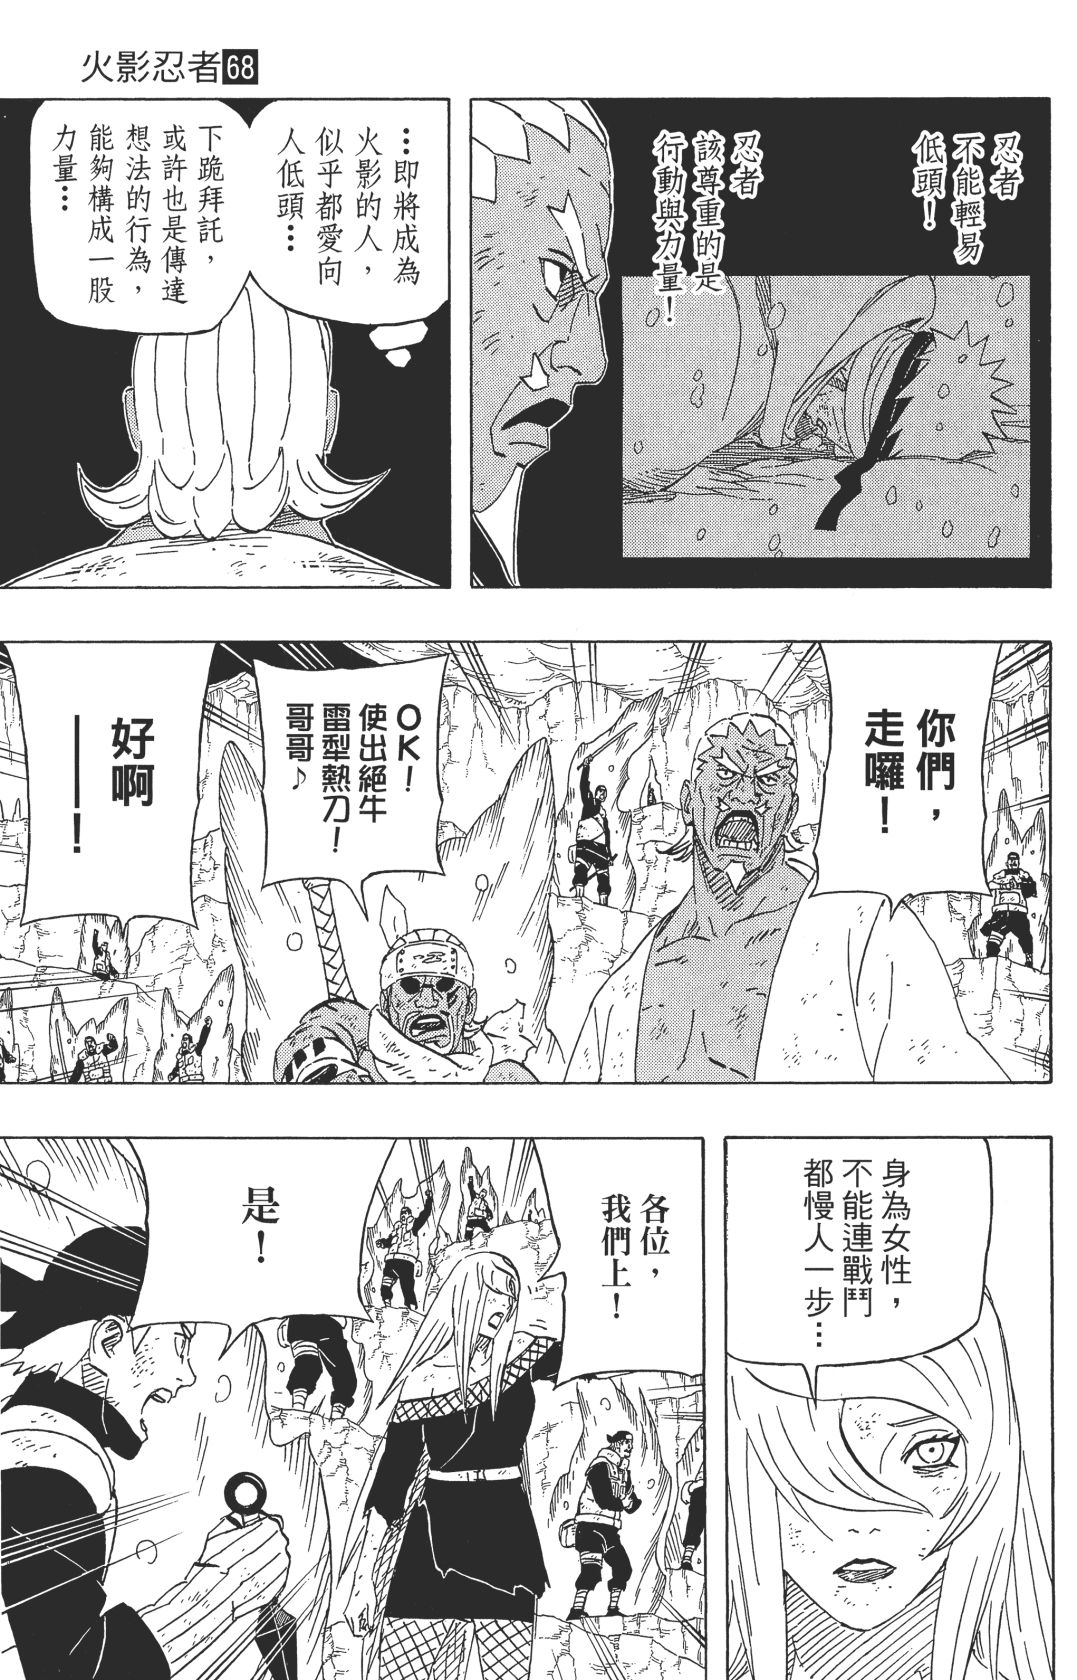 火影忍者68
忍者
不能輕易
低頭！
忍者
該尊重的是
行動與力量！
…即將成為
火影的人，
似乎都愛向
人低頭…
下跪拜託，
或許也是傳達
想法的行為，
能夠構成一股
力量…
你們，
走囉！
OK！
使出絕牛
雷犁熱刀！
哥哥♪
好啊
——！
身為女性，
不能連戰鬥
都慢人一步…
各位，
我們上！
是！